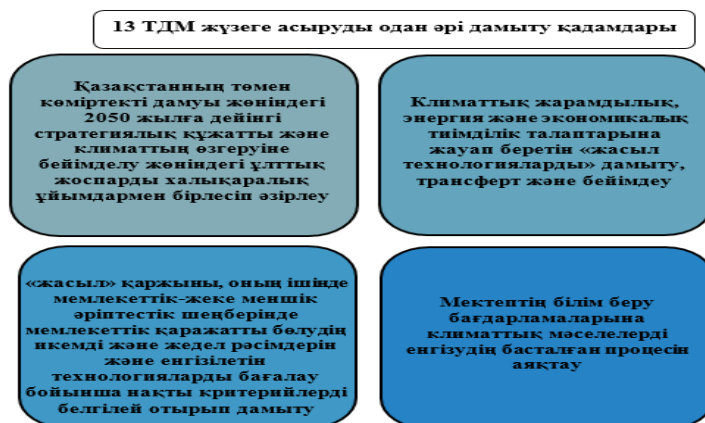 13 ТДМ жүзеге асыруды одан әрі дамыту қадамдары
Қазақстанның төмен
көміртекті дамуы жөніндегі
2050 жылға дейінгі
стратегиялық құжатты және
климаттың өзгеруіне
бейімделу жөніндегі ұлттық
жоспарды халықаралық
ұйымдармен бірлесіп әзірлеу
Климаттық жарамдылық,
энергия және экономикалық
тиімділік талаптарына
жауап беретін «жасыл
технологияларды» дамыту,
трансферт және бейімдеу
«жасыл» қаржыны, оның ішінде
мемлекеттік-жеке меншік
әріптестік шеңберінде
мемлекеттік қаражатты бөлудің
икемді және жедел рәсімдерін
және енгізілетін
технологияларды бағалау
бойынша нақты критерийлерді
белгілей отырып дамыту
Мектептің білім беру
бағдарламаларына
климаттық мәселелерді
енгізудің басталған процесін
аяқтау